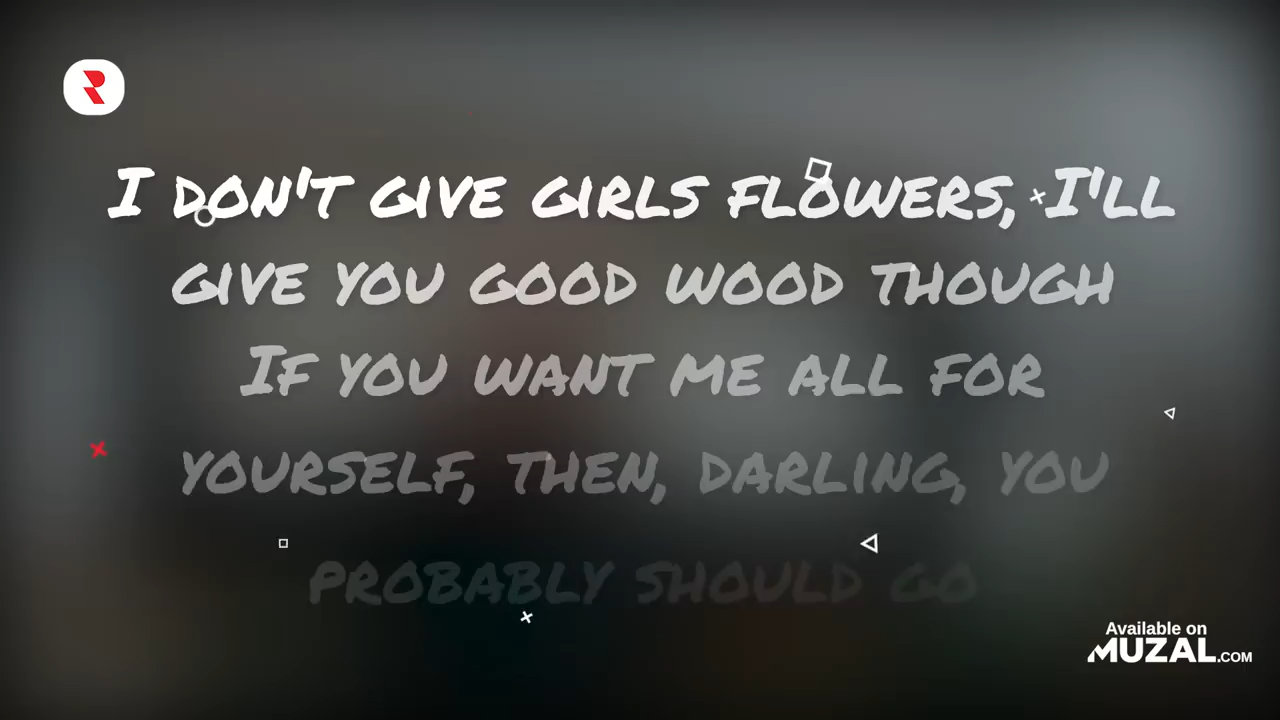 I DON'T GIVE GIRLS FLOWERS, I'LL
GIVE YOU GOOD WOOD THOUGH
IF YOU WANT ME ALL FOR
YOURSELF, THEN, DARLING, YOU
PROBABLY SHOULD GO
Available on
MUZAL.COM